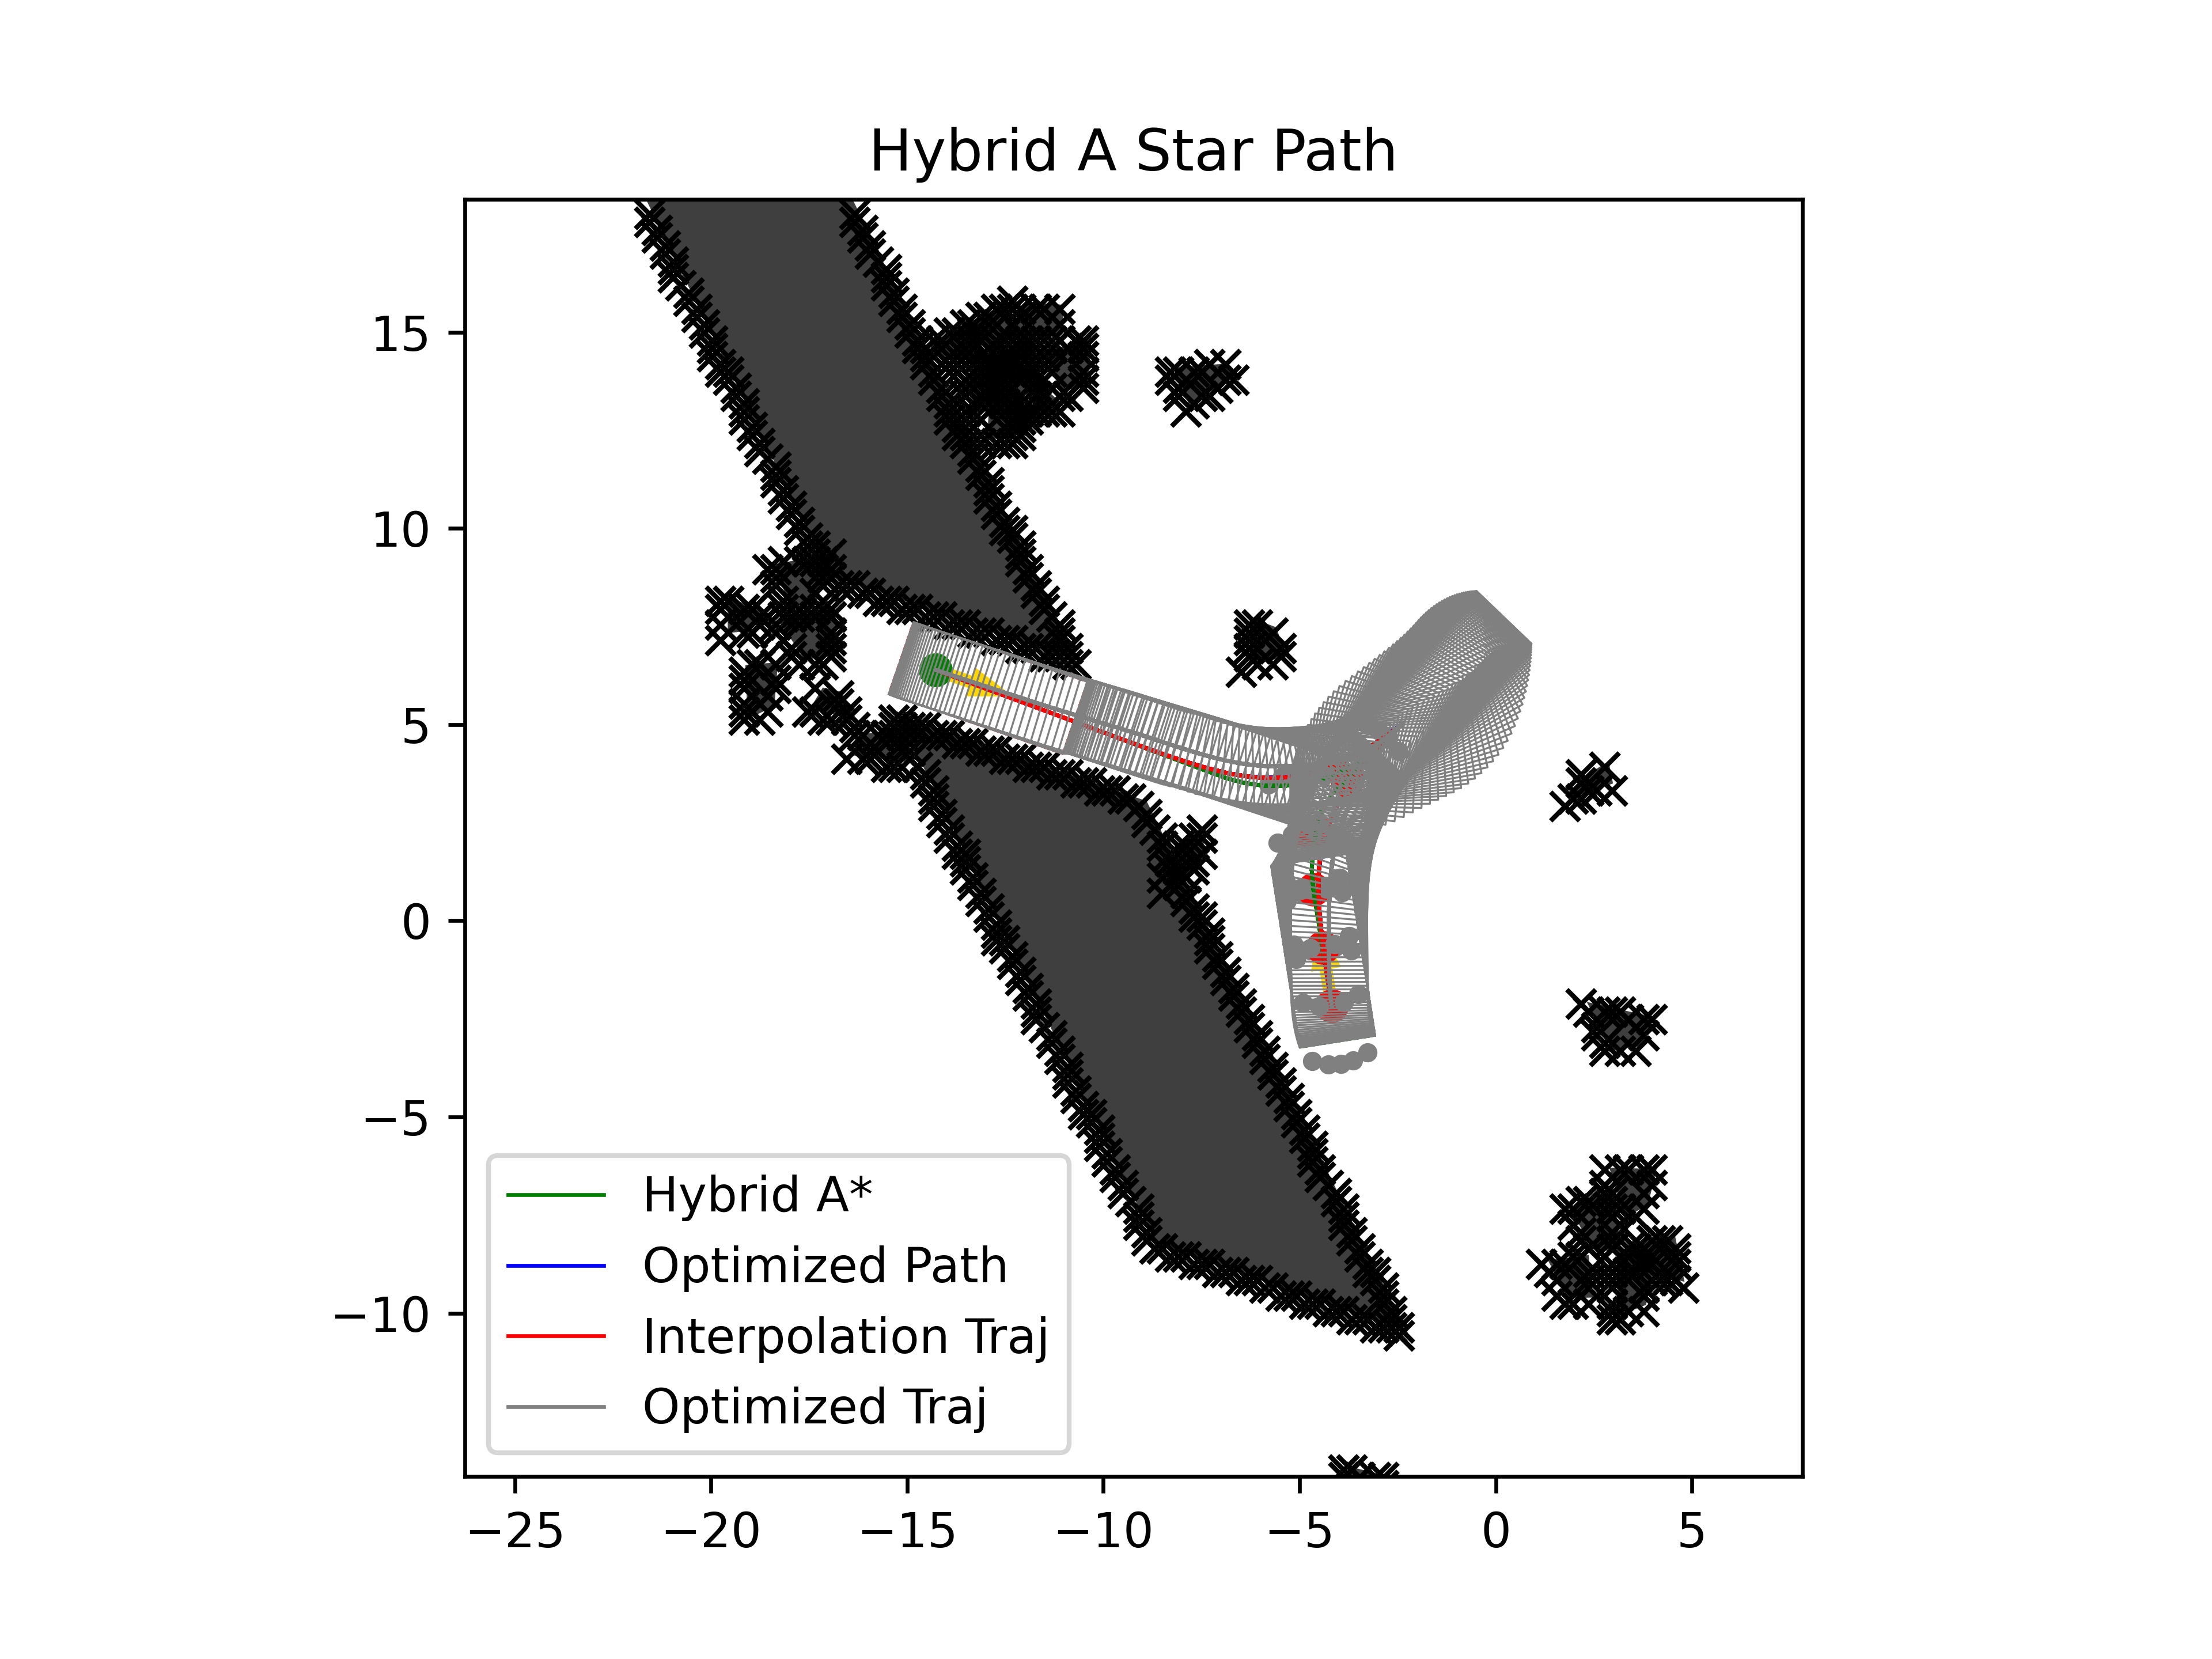 Hybrid A Star Path
15
10
5
0
−5
−10
Hybrid A*
Optimized Path
Interpolation Traj
Optimized Traj
−25 −20 −15 −10 −5 0 5